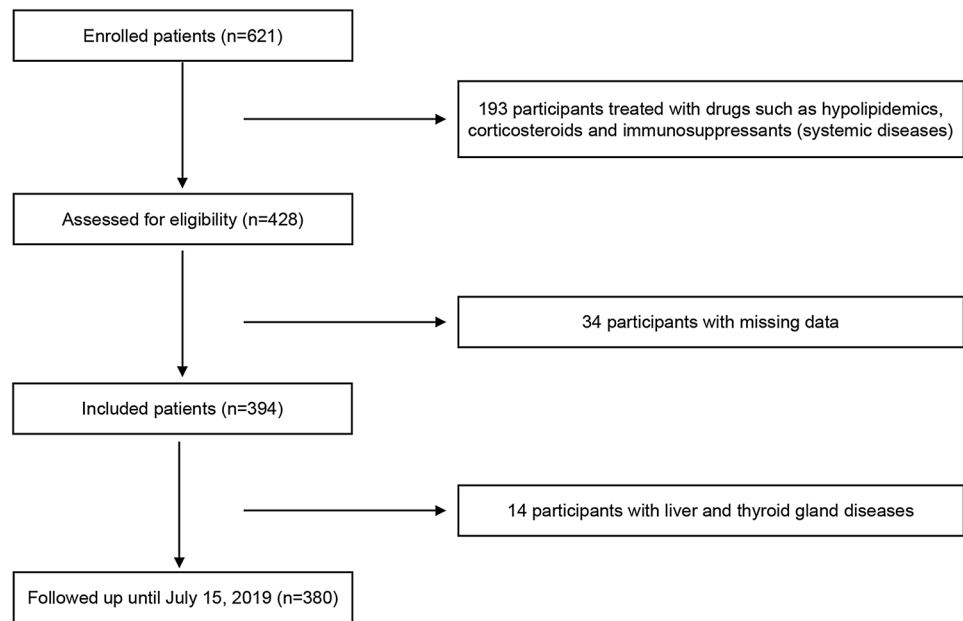 Enrolled patients (n=621)
193 participants treated with drugs such as hypolipidemics,
corticosteroids and immunosuppressants (systemic diseases)
Assessed for eligibility (n=428)
34 participants with missing data
Included patients (n=394)
14 participants with liver and thyroid gland diseases
Followed up until July 15, 2019 (n=380)